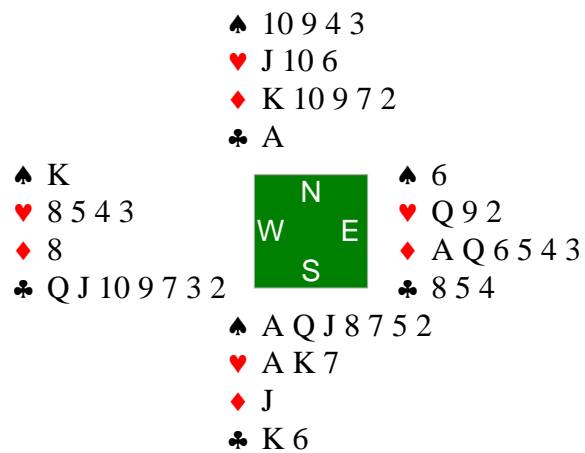 ♠ 10 9 4 3
♥ J 10 6
♦ K 10 9 7 2
♣ A
♠ K
♥ 8 5 4 3
♦ 8
♣ Q J 10 9 7 3 2
N
W E
S
♠ 6
♥ Q 9 2
♦ A Q 6 5 4 3
♣ 8 5 4
♠ A Q J 8 7 5 2
♥ A K 7
♦ J
♣ K 6